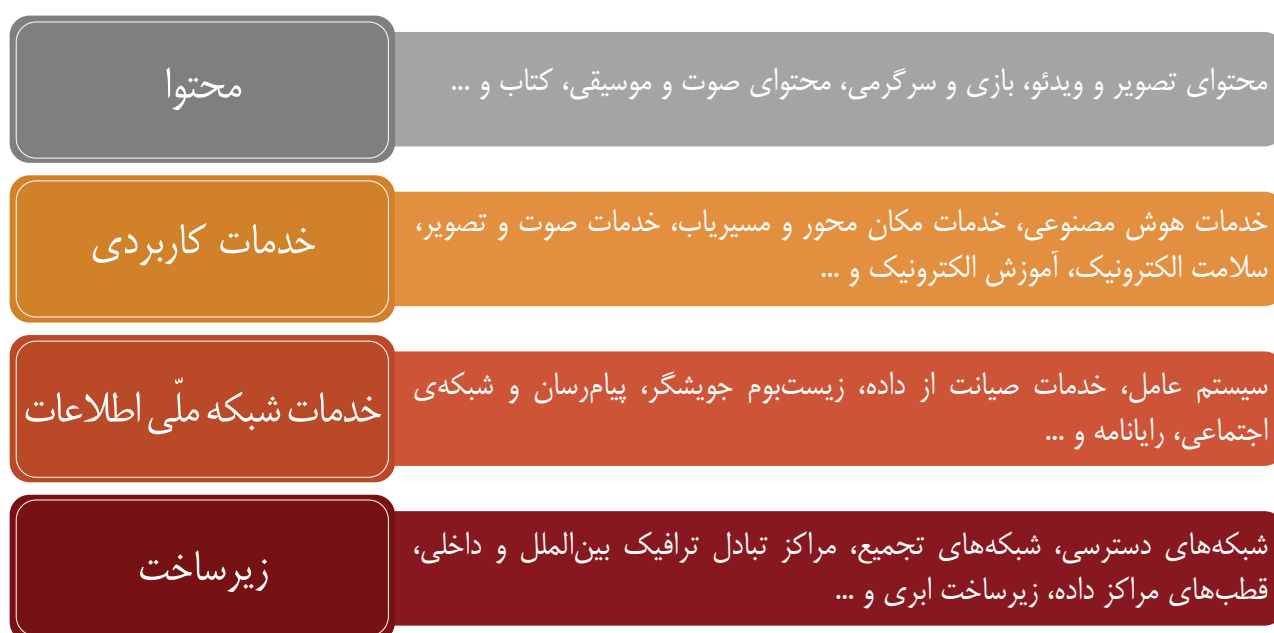 محتوا
محتوای تصویر و ویدئو، بازی و سرگرمی، محتوای صوت و موسیقی، کتاب و ...
خدمات کاربردی
خدمات هوش مصنوعی، خدمات مکان محور و مسیریاب، خدمات صوت و تصویر،
سلامت الکترونیک، آموزش الکترونیک و ...
خدمات شبکه ملّی اطلاعات
سیستم عامل، خدمات صیانت از داده، زیست‌بوم جویشگر، پیام‌رسان و شبکه‌ی
اجتماعی، رایانامه و ...
زیرساخت
شبکه‌های دسترسی، شبکه‌های تجمیع، مراکز تبادل ترافیک بین‌الملل و داخلی،
قطب‌های مراکز داده، زیرساخت ابری و ...